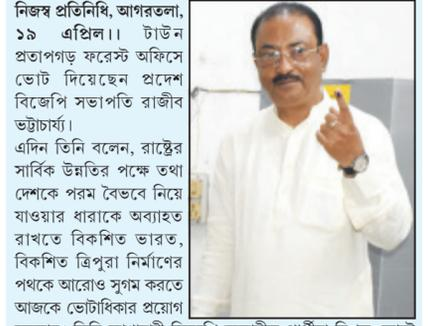 নিজস্ব প্রতিনিধি, আগরতলা,
১৯ এপ্রিল।। টাউন
প্রতাপগড় ফরেস্ট অফিসে
ভোট দিয়েছেন প্রদেশ
বিজেপি সভাপতি রাজীব
ভট্টাচার্য্য।
এদিন তিনি বলেন, রাষ্ট্রের
সার্বিক উন্নতির পক্ষে তথা
দেশকে পরম বৈভবে নিয়ে
যাওয়ার ধারাকে অব্যাহত
রাখতে বিকশিত ভারত,
বিকশিত ত্রিপুরা নির্মাণের
পথকে আরোও সুগম করতে
আজকে ভোটাধিকার প্রয়োগ